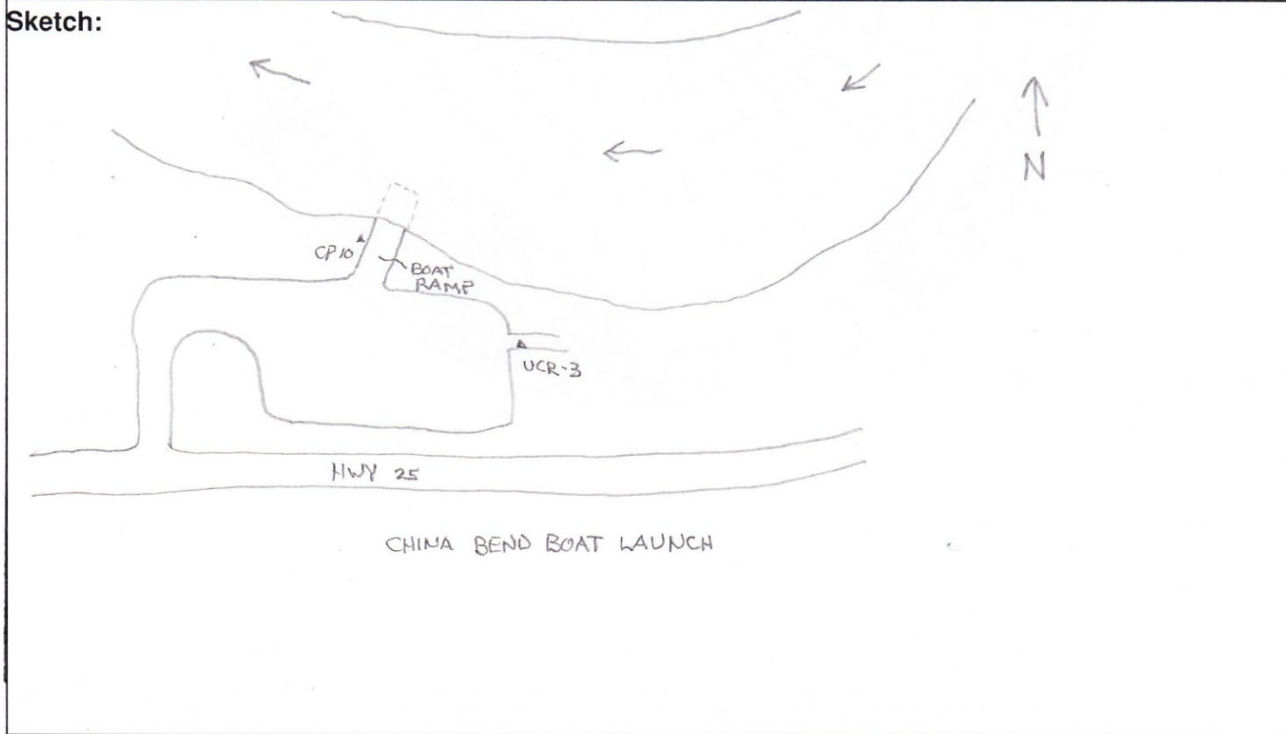 Sketch:
N
CP10
BOAT
RAMP
UCR-3
HWY 25
CHINA BEND BOAT LAUNCH